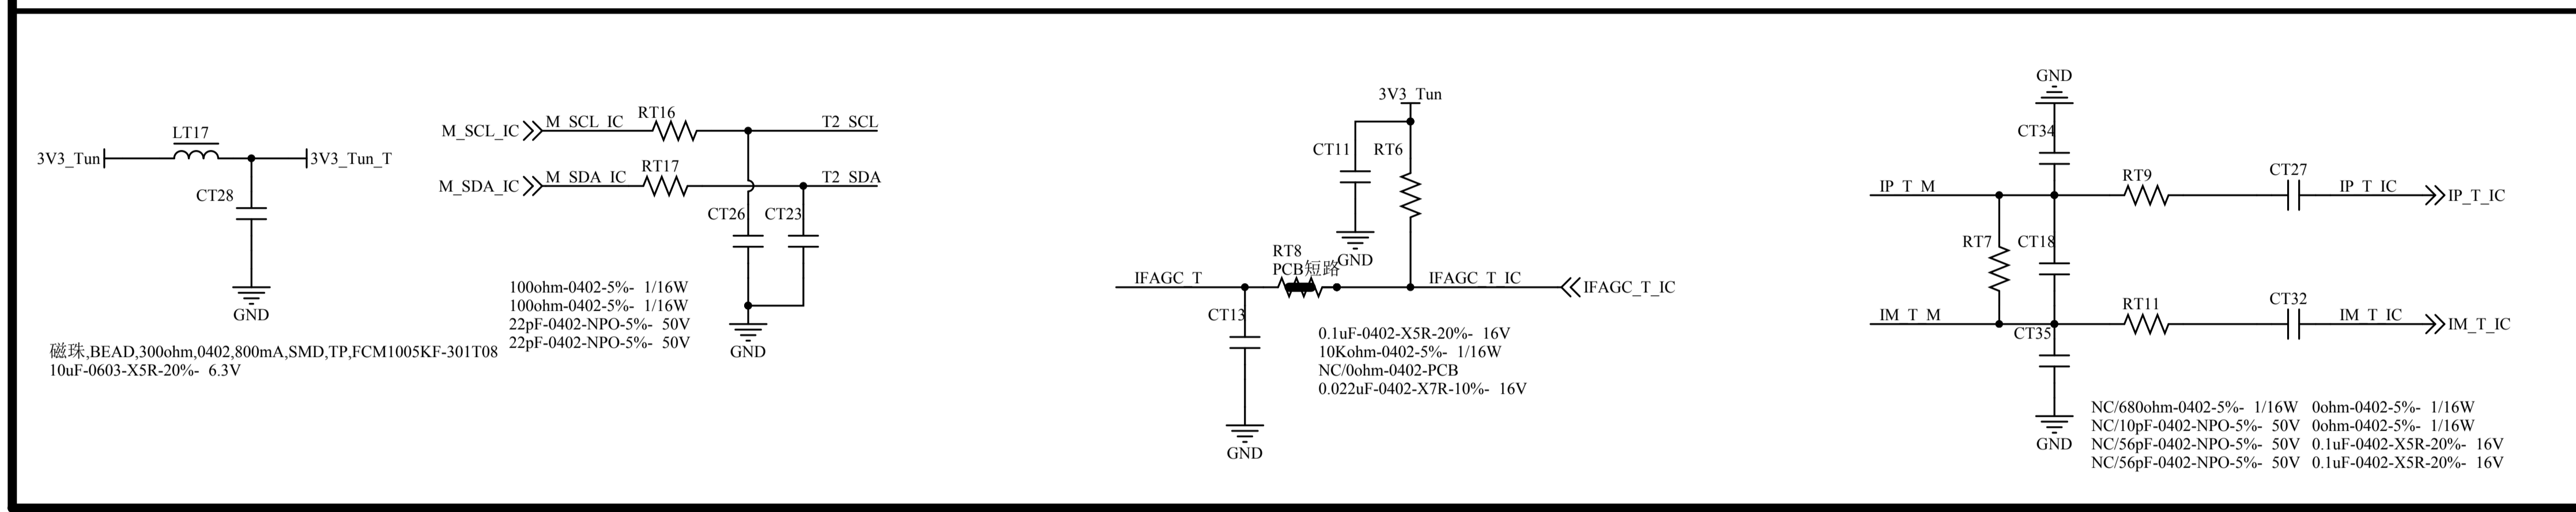 LT17
3V3_Tun
3V3_Tun_T
CT28
GND
磁珠,BEAD,300ohm,0402,800mA,SMD,TP,FCM1005KF-301T08
10uF-0603-X5R-20%- 6.3V
M_SCL_IC
M_SCL_IC
RT16
T2_SCL
M_SDA_IC
M_SDA_IC
RT17
T2_SDA
CT26
CT23
100ohm-0402-5%- 1/16W
100ohm-0402-5%- 1/16W
22pF-0402-NPO-5%- 50V
22pF-0402-NPO-5%- 50V
GND
3V3_Tun
CT11
RT6
GND
RT8
PCB短路
IFAGC_T
IFAGC_T_IC
IFAGC_T_IC
CT13
GND
0.1uF-0402-X5R-20%- 16V
10Kohm-0402-5%- 1/16W
NC/0ohm-0402-PCB
0.022uF-0402-X7R-10%- 16V
GND
CT34
IP_T_M
RT9
CT27
IP_T_IC
IP_T_IC
RT7
CT18
IM_T_M
RT11
CT32
IM_T_IC
IM_T_IC
CT35
GND
NC/680ohm-0402-5%- 1/16W 0ohm-0402-5%- 1/16W
NC/10pF-0402-NPO-5%- 50V 0ohm-0402-5%- 1/16W
NC/56pF-0402-NPO-5%- 50V 0.1uF-0402-X5R-20%- 16V
NC/56pF-0402-NPO-5%- 50V 0.1uF-0402-X5R-20%- 16V